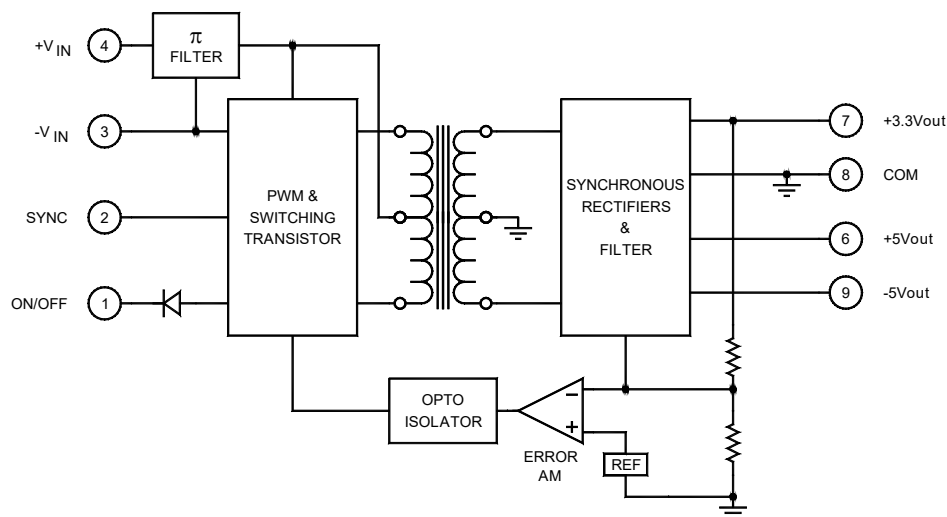 +V IN
4
π
FILTER
-V IN
3
SYNC
2
ON/OFF
1
PWM &
SWITCHING
TRANSISTOR
SYNCHRONOUS
RECTIFIERS
&
FILTER
7
+3.3Vout
8
COM
6
+5Vout
9
-5Vout
OPTO
ISOLATOR
−
+
ERROR
AM
REF